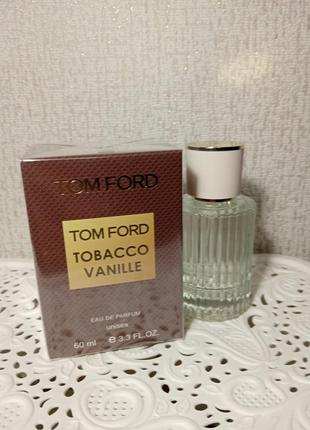 TOM FORD
TOM FORD
TOBACCO
VANILLE
EAU DE PARFUM
unisex
60 ml e 3.3 FL.OZ.